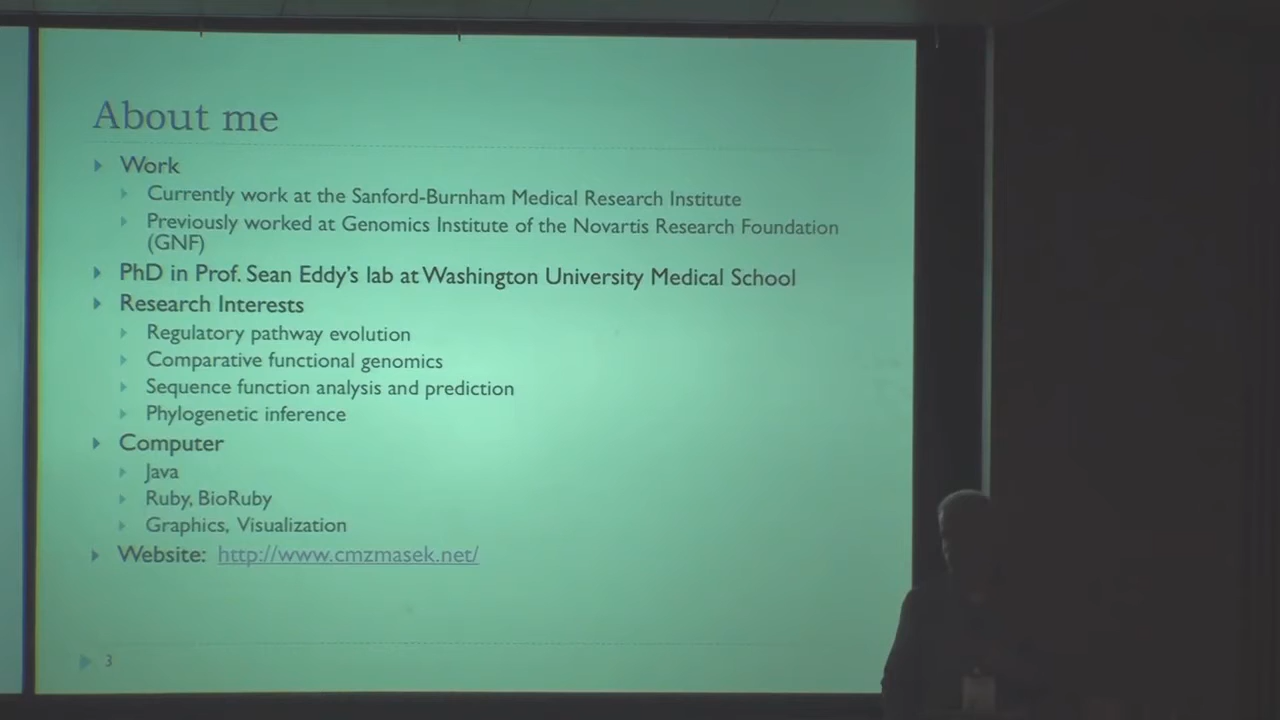 About me
Work
Currently work at the Sanford-Burnham Medical Research Institute
Previously worked at Genomics Institute of the Novartis Research Foundation
(GNF)
PhD in Prof. Sean Eddy's lab at Washington University Medical School
Research Interests
Regulatory pathway evolution
Comparative functional genomics
Sequence function analysis and prediction
Phylogenetic inference
Computer
Java
Ruby, BioRuby
Graphics, Visualization
Website: http://www.cmzmasek.net/
3